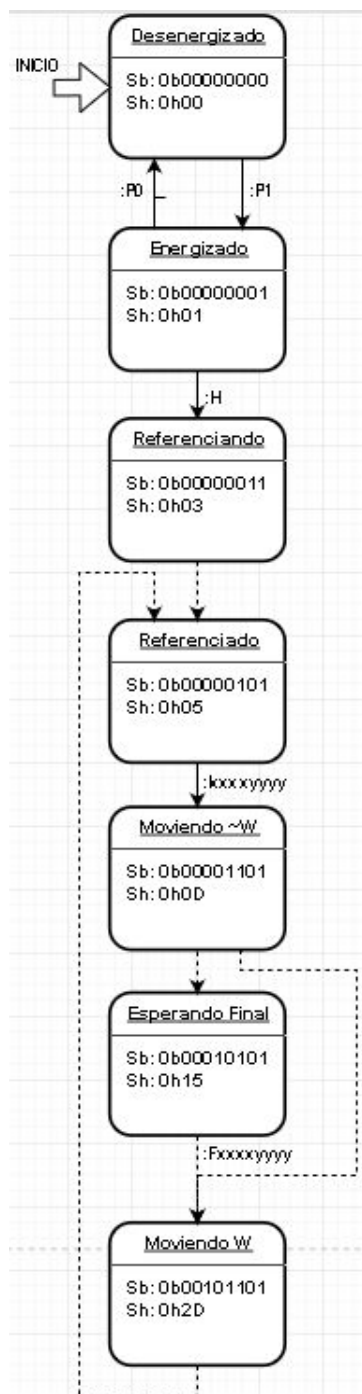 Desenergizado
INICIO
Sb: 0b00000000
Sh: 0h00
:P0
:P1
Energizado
Sb: 0b00000001
Sh: 0h01
:H
Referenciando
Sb: 0b00000011
Sh: 0h03
Referenciado
Sb: 0b00000101
Sh: 0h05
:Ixxxxyyyy
Moviendo ~W
Sb: 0b00001101
Sh: 0h0D
Esperando Final
Sb: 0b00010101
Sh: 0h15
:Fxxxxyyyy
Moviendo W
Sb: 0b00101101
Sh: 0h2D